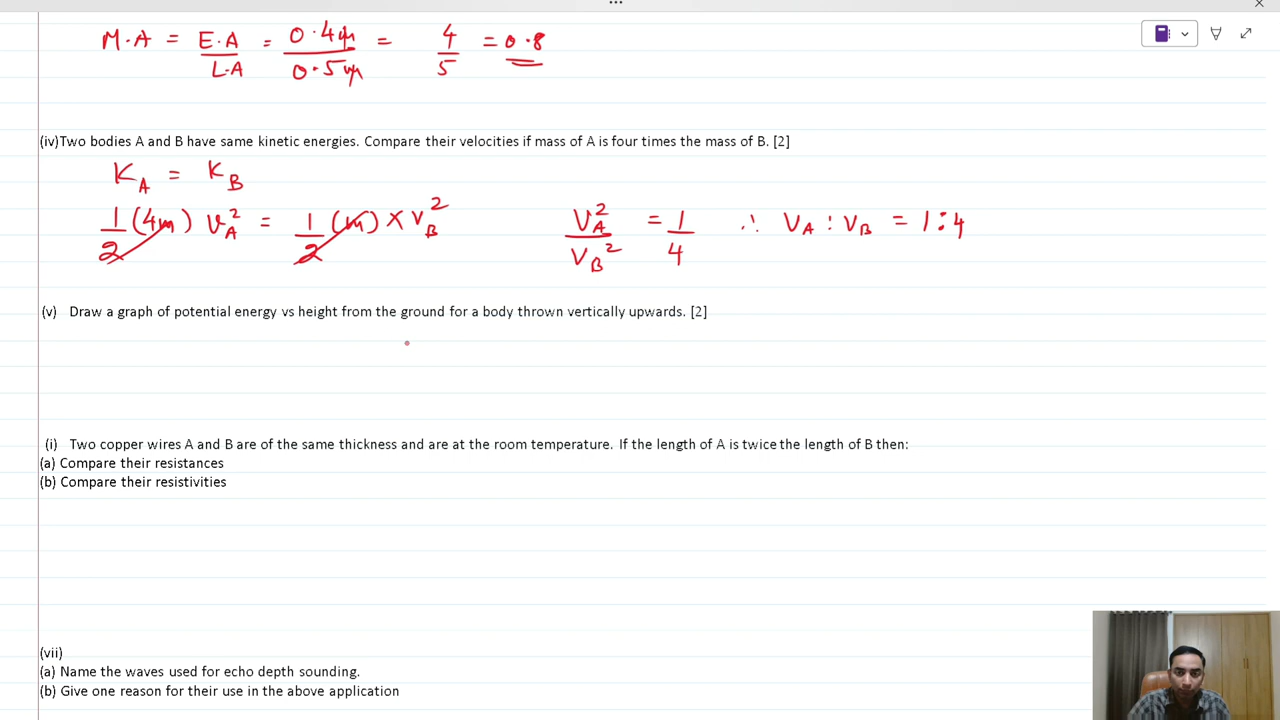 M.A = E.A/L.A = 0.4m/0.5m = 4/5 = 0.8
(iv)Two bodies A and B have same kinetic energies. Compare their velocities if mass of A is four times the mass of B. [2]
K_A = K_B
1/2 (4m) v_A^2 = 1/2 (m) × v_B^2   V_A^2/V_B^2 = 1/4   ∴ V_A : V_B = 1:4
(v) Draw a graph of potential energy vs height from the ground for a body thrown vertically upwards. [2]
(i) Two copper wires A and B are of the same thickness and are at the room temperature. If the length of A is twice the length of B then:
(a) Compare their resistances
(b) Compare their resistivities
(vii)
(a) Name the waves used for echo depth sounding.
(b) Give one reason for their use in the above application